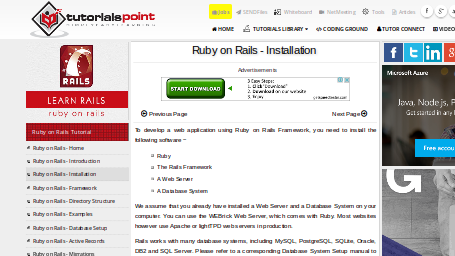 Jobs
SENDFiles
Whiteboard
NetMeeting
Tools
Articles
tutorialspoint
SIMPLYEASYLEARNING
HOME
TUTORIALS LIBRARY
CODING GROUND
TUTOR CONNECT
VIDEO
RAILS
LEARN RAILS
ruby on rails
Ruby on Rails Tutorial
Ruby on Rails - Home
Ruby on Rails - Introduction
Ruby on Rails - Installation
Ruby on Rails - Framework
Ruby on Rails - Directory Structure
Ruby on Rails - Examples
Ruby on Rails - Database Setup
Ruby on Rails - Active Records
Ruby on Rails - Migrations
Ruby on Rails - Installation
Advertisements
START DOWNLOAD
3 Easy Steps:
1. Click "Download"
2. Download on our website
3. Enjoy
Previous Page
Next Page
To develop a web application using Ruby on Rails Framework, you need to install the
following software −
Ruby
The Rails Framework
A Web Server
A Database System
We assume that you already have installed a Web Server and a Database System on your
computer. You can use the WEBrick Web Server, which comes with Ruby. Most websites
however use Apache or lightTPD web servers in production.
Rails works with many database systems, including MySQL, PostgreSQL, SQLite, Oracle,
DB2 and SQL Server. Please refer to a corresponding Database System Setup manual to
Microsoft Azure
Java, Node.js, P
Get started in any
Free accou